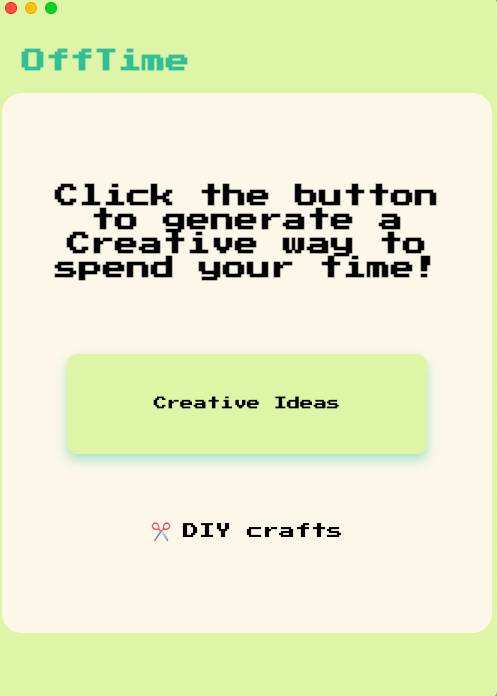 OffTime
Click the button
to generate a
Creative way to
spend your time!
Creative Ideas
✂️ DIY crafts